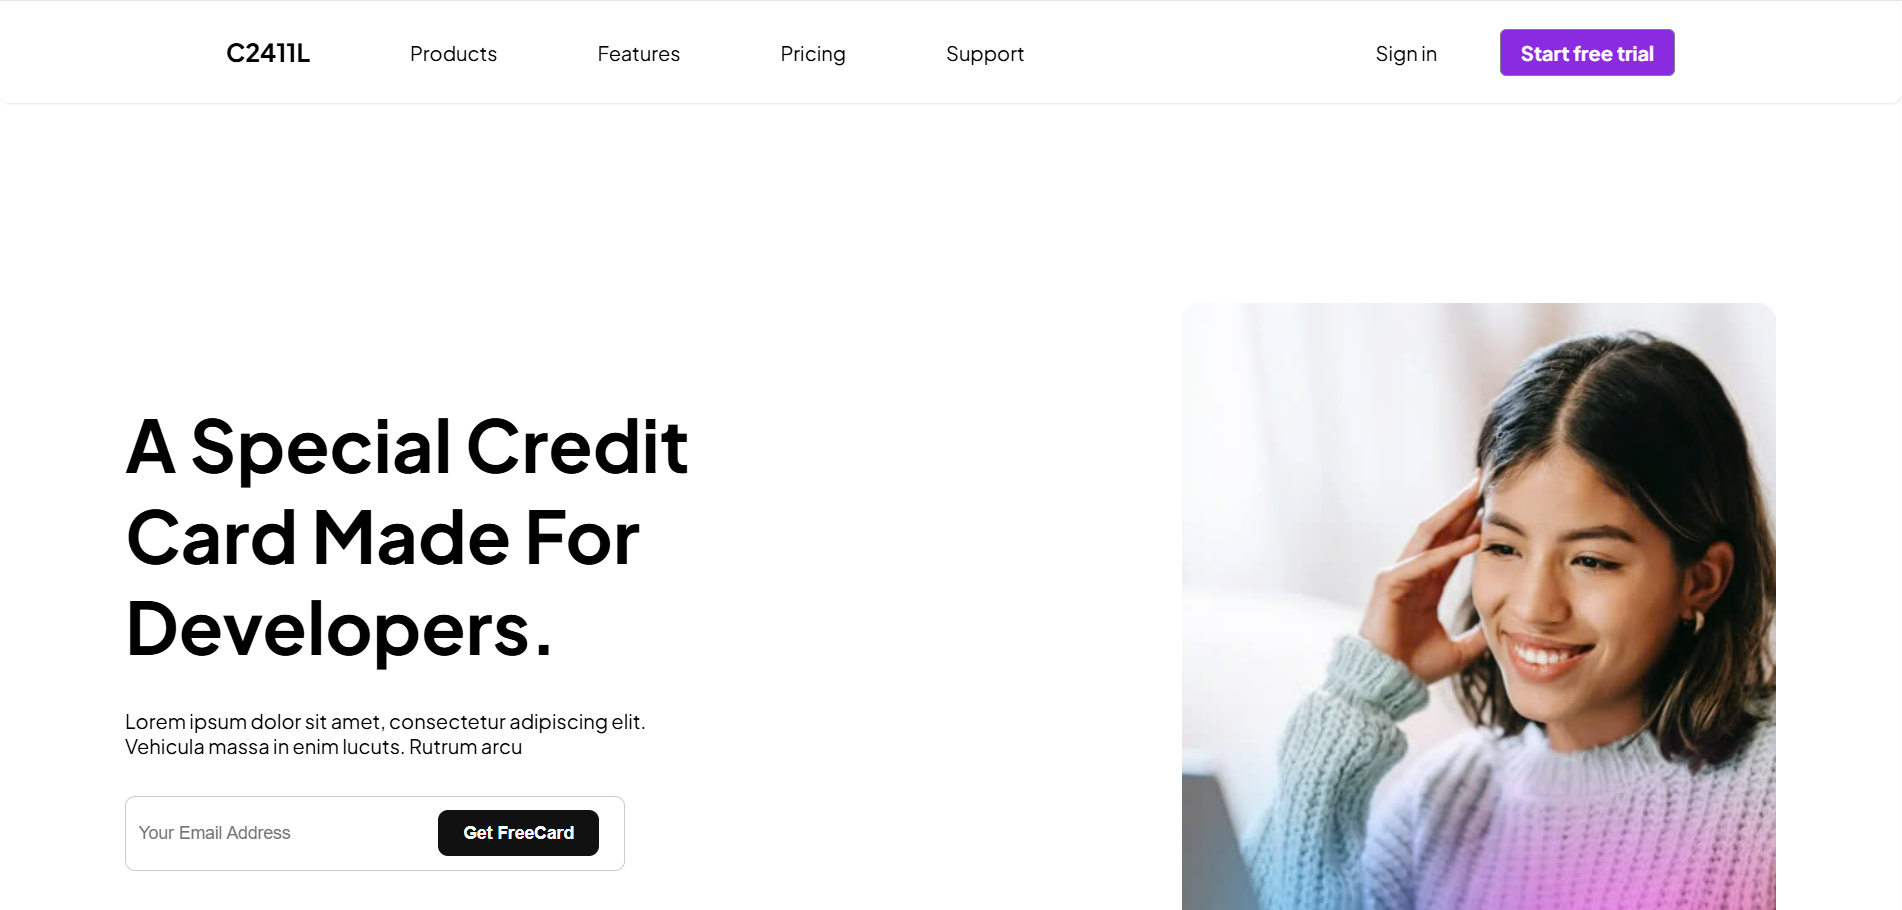 C2411L
Products
Features
Pricing
Support
Sign in
Start free trial
A Special Credit
Card Made For
Developers.
Lorem ipsum dolor sit amet, consectetur adipiscing elit.
Vehicula massa in enim lucuts. Rutrum arcu
Your Email Address
Get FreeCard